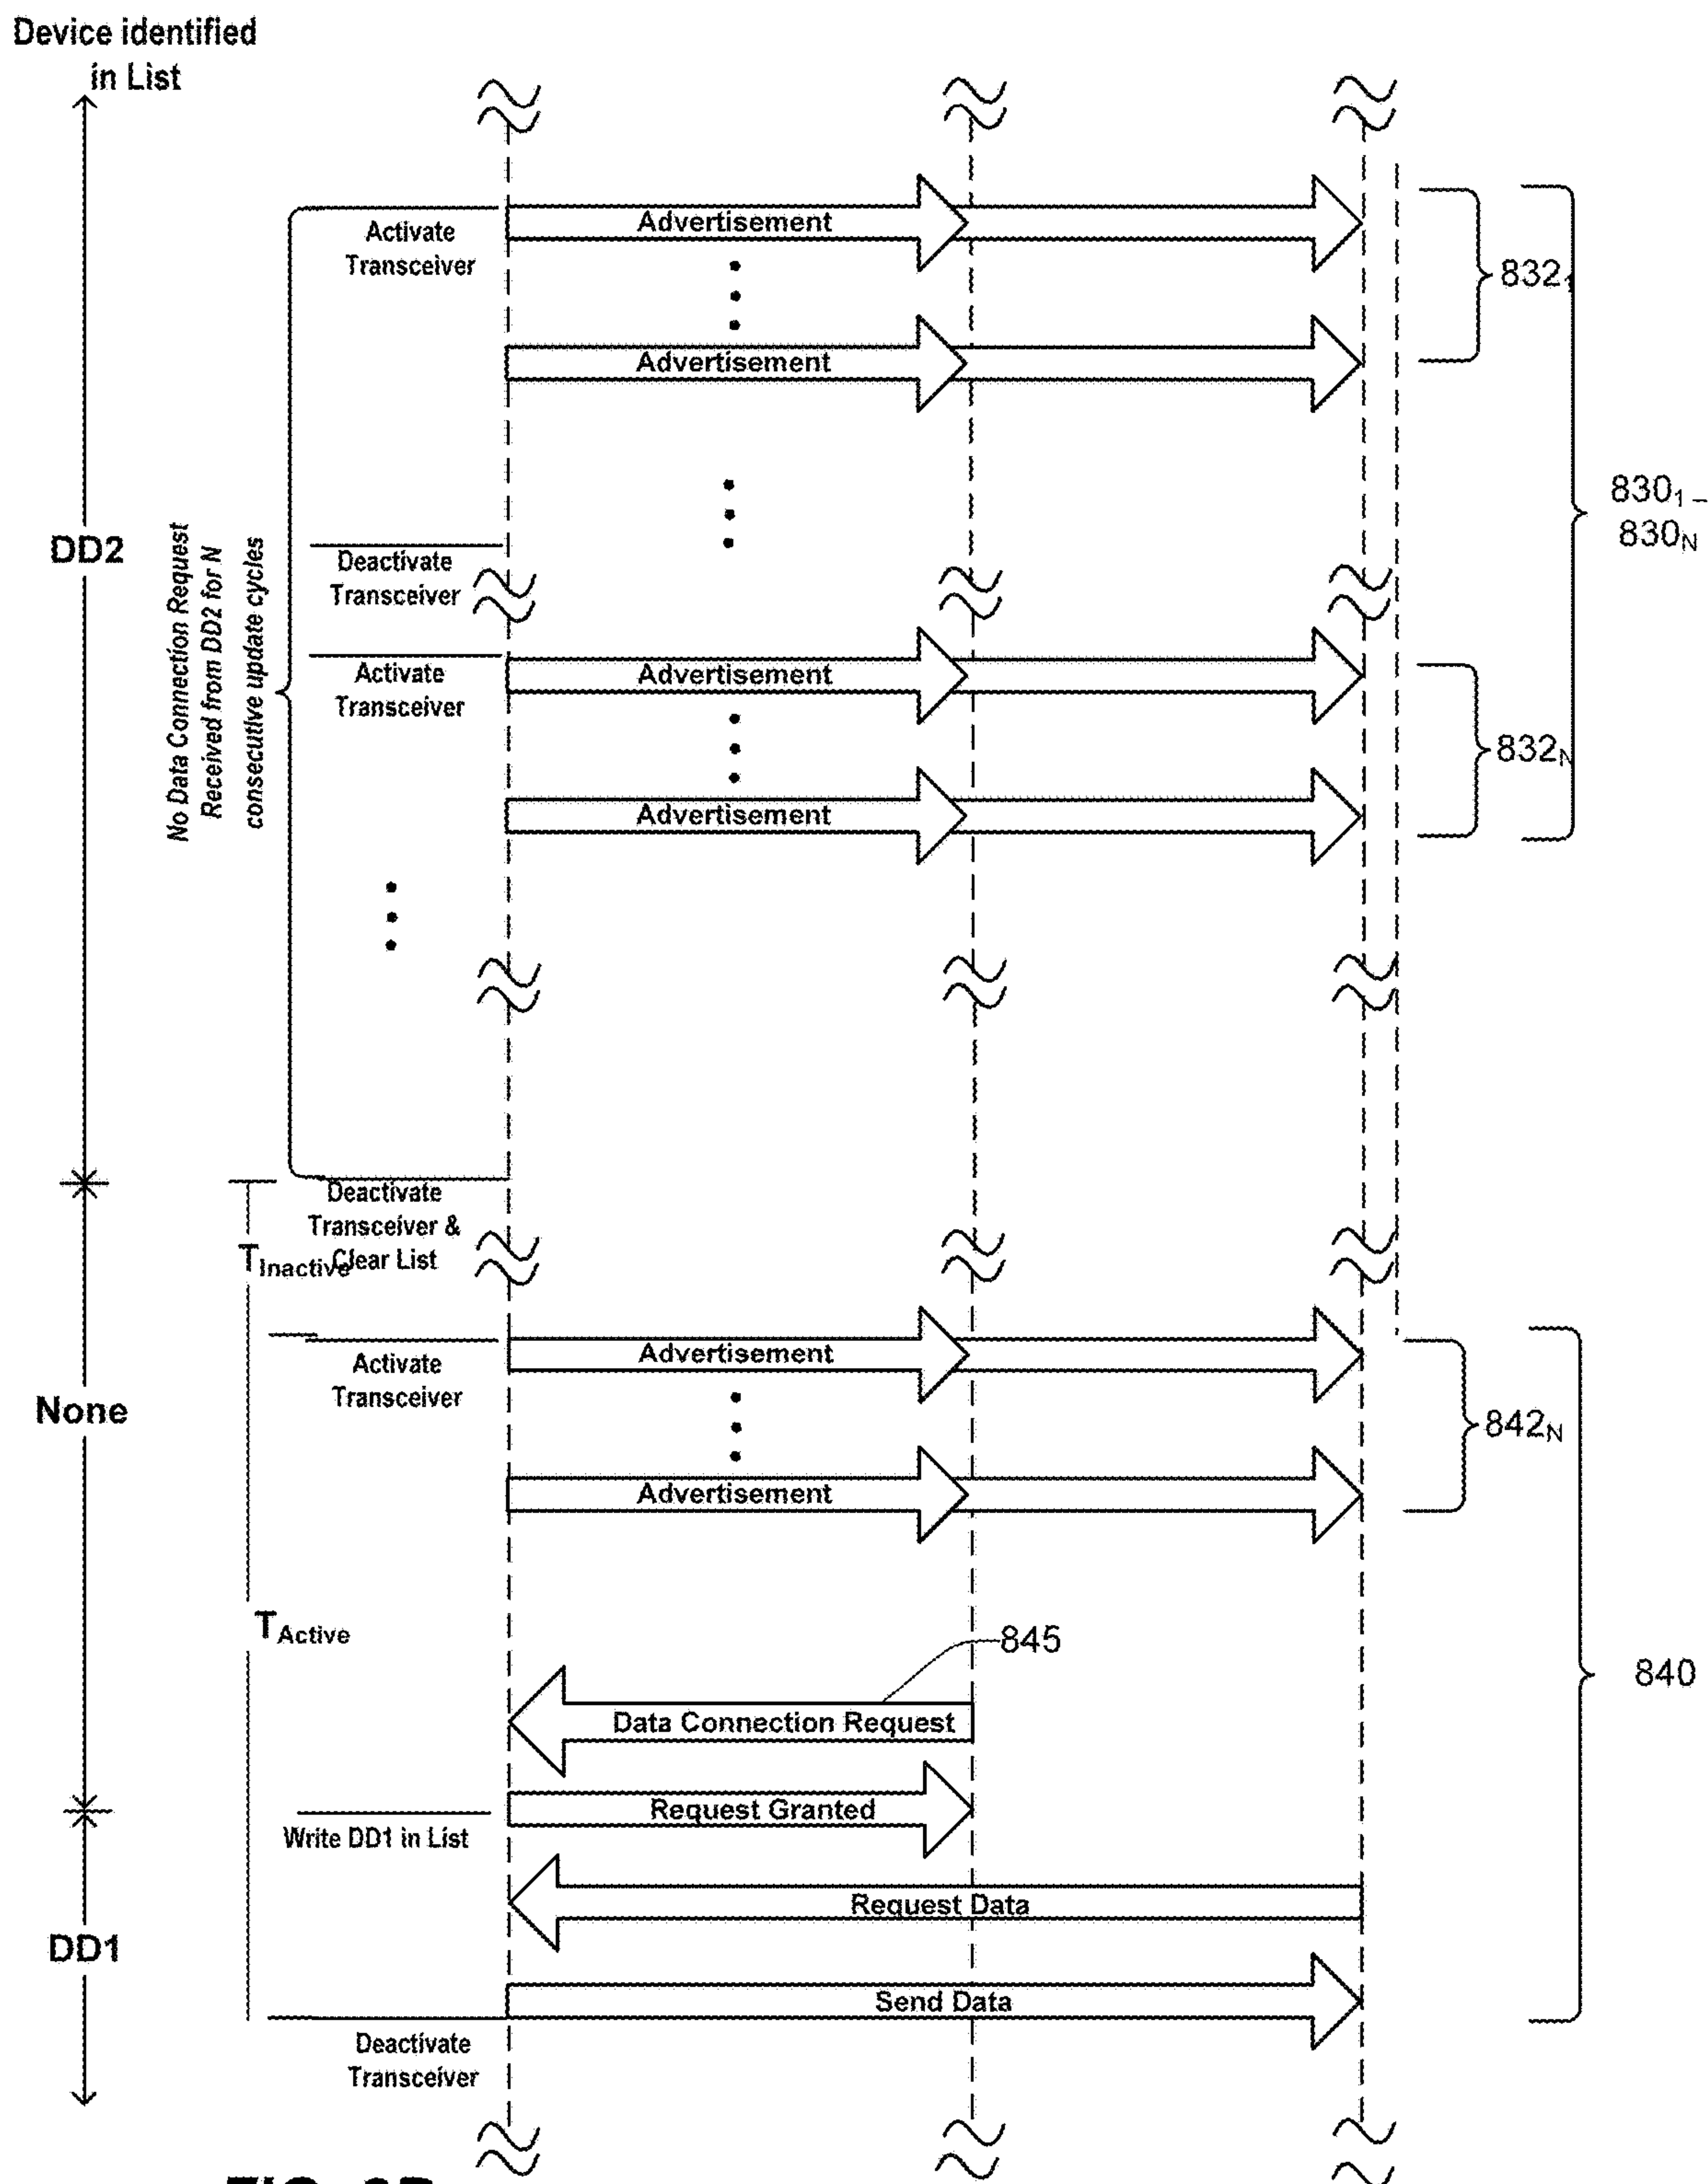 Device identified
in List
Advertisement
Activate
Transceiver
832
Advertisement
830₁ –
830N
DD2
No Data Connection Request
Received from DD2 for N
consecutive update cycles
Deactivate
Transceiver
Activate
Transceiver
Advertisement
832N
Advertisement
Deactivate
Transceiver &
Clear List
TInactive
Activate
Transceiver
Advertisement
None
842N
Advertisement
TActive
845
840
Data Connection Request
Request Granted
Write DD1 in List
Request Data
DD1
Send Data
Deactivate
Transceiver